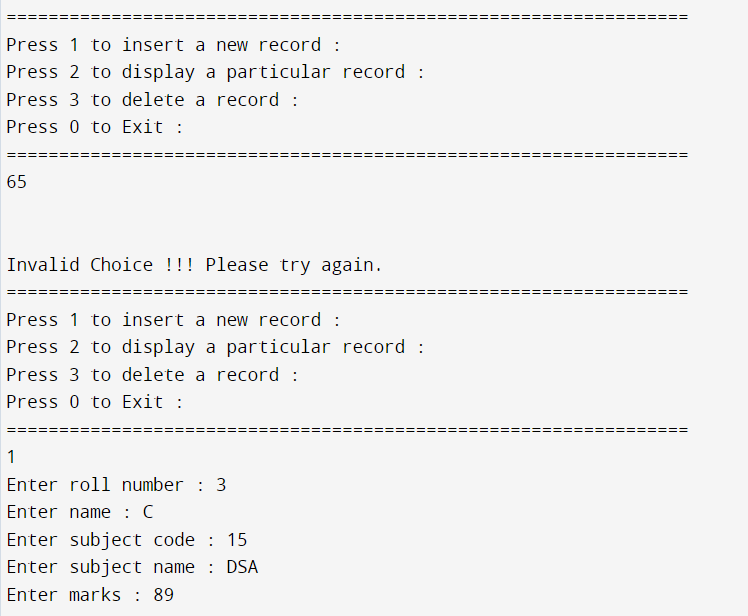 =================================================================
Press 1 to insert a new record :
Press 2 to display a particular record :
Press 3 to delete a record :
Press 0 to Exit :
=================================================================
65
Invalid Choice !!! Please try again.
=================================================================
Press 1 to insert a new record :
Press 2 to display a particular record :
Press 3 to delete a record :
Press 0 to Exit :
=================================================================
1
Enter roll number : 3
Enter name : C
Enter subject code : 15
Enter subject name : DSA
Enter marks : 89